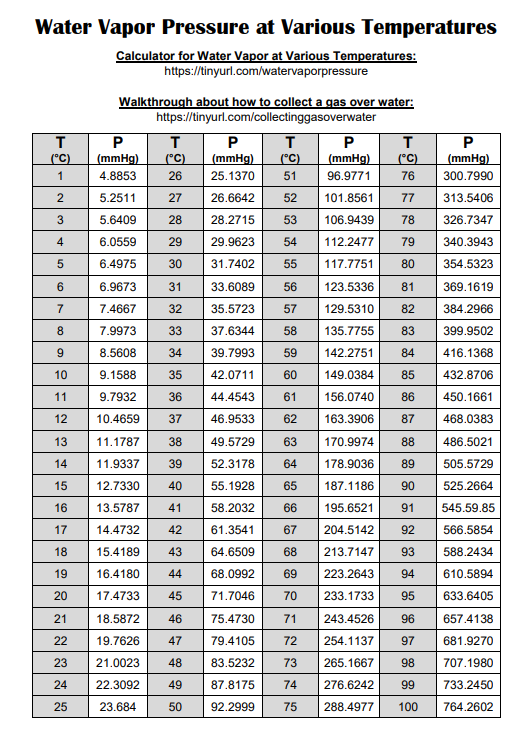 Water Vapor Pressure at Various Temperatures
Calculator for Water Vapor at Various Temperatures:
https://tinyurl.com/watervaporpressure
Walkthrough about how to collect a gas over water:
https://tinyurl.com/collectinggasoverwater
T P T P T P T P
(°C) (mmHg) (°C) (mmHg) (°C) (mmHg) (°C) (mmHg)
1 4.8853 26 25.1370 51 96.9771 76 300.7990
2 5.2511 27 26.6642 52 101.8561 77 313.5406
3 5.6409 28 28.2715 53 106.9439 78 326.7347
4 6.0559 29 29.9623 54 112.2477 79 340.3943
5 6.4975 30 31.7402 55 117.7751 80 354.5323
6 6.9673 31 33.6089 56 123.5336 81 369.1619
7 7.4667 32 35.5723 57 129.5310 82 384.2966
8 7.9973 33 37.6344 58 135.7755 83 399.9502
9 8.5608 34 39.7993 59 142.2751 84 416.1368
10 9.1588 35 42.0711 60 149.0384 85 432.8706
11 9.7932 36 44.4543 61 156.0740 86 450.1661
12 10.4659 37 46.9533 62 163.3906 87 468.0383
13 11.1787 38 49.5729 63 170.9974 88 486.5021
14 11.9337 39 52.3178 64 178.9036 89 505.5729
15 12.7330 40 55.1928 65 187.1186 90 525.2664
16 13.5787 41 58.2032 66 195.6521 91 545.59.85
17 14.4732 42 61.3541 67 204.5142 92 566.5854
18 15.4189 43 64.6509 68 213.7147 93 588.2434
19 16.4180 44 68.0992 69 223.2643 94 610.5894
20 17.4733 45 71.7046 70 233.1733 95 633.6405
21 18.5872 46 75.4730 71 243.4526 96 657.4138
22 19.7626 47 79.4105 72 254.1137 97 681.9270
23 21.0023 48 83.5232 73 265.1667 98 707.1980
24 22.3092 49 87.8175 74 276.6242 99 733.2450
25 23.684 50 92.2999 75 288.4977 100 764.2602